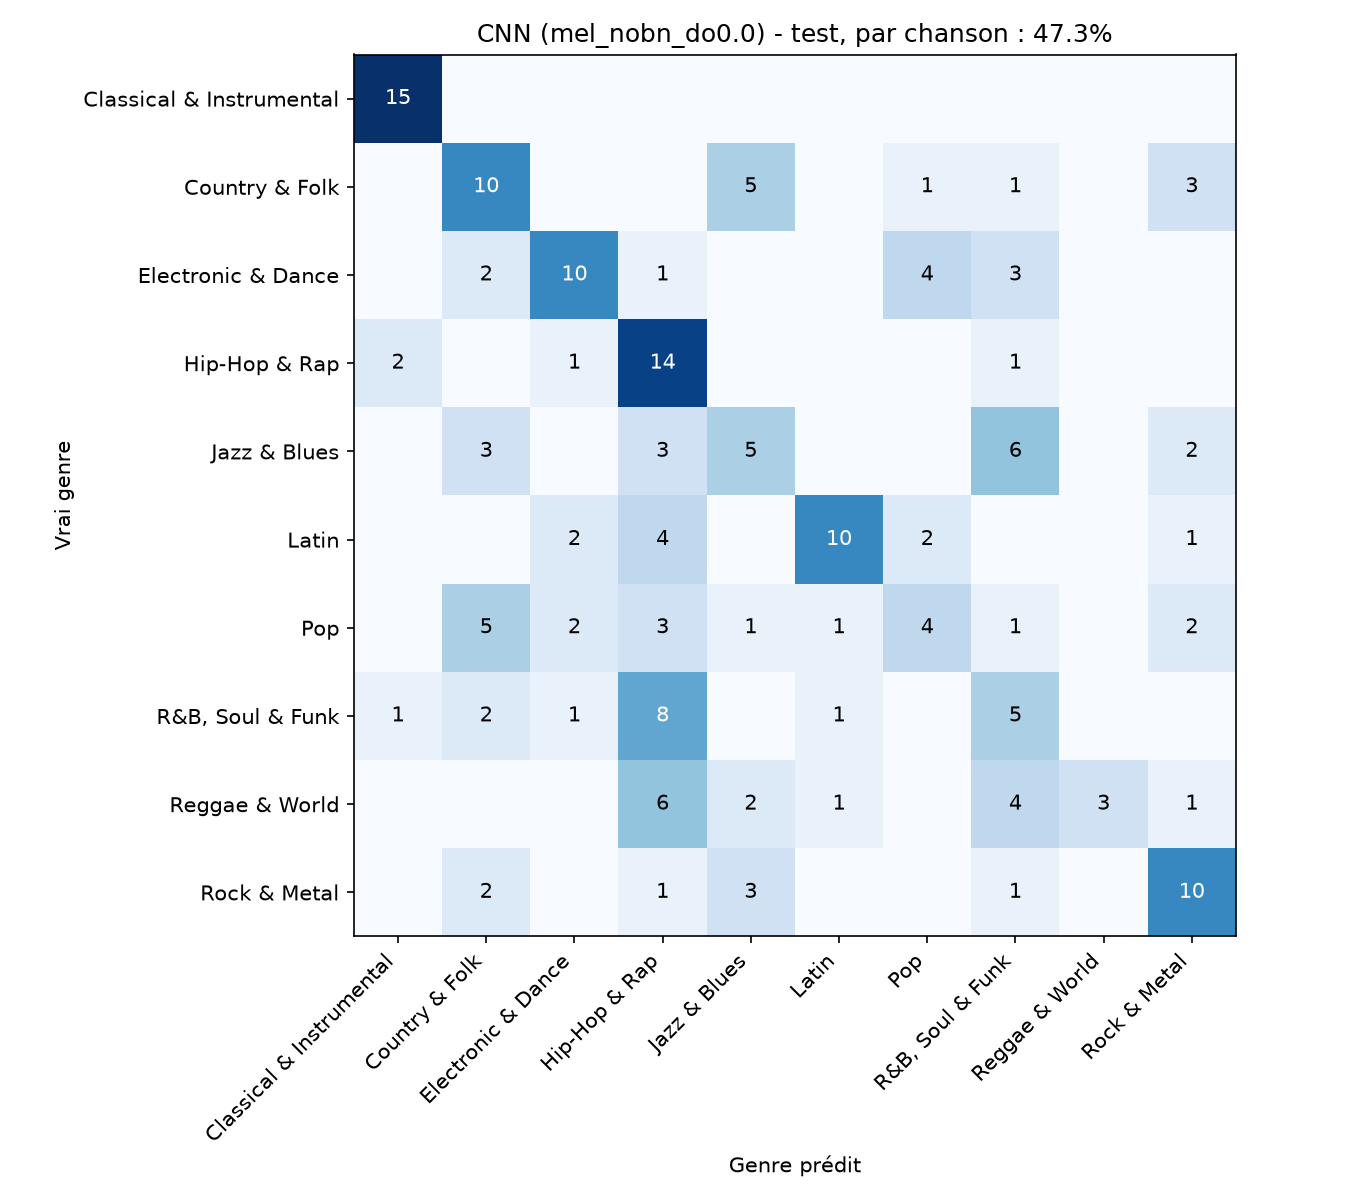 CNN (mel_nobn_do0.0) - test, par chanson : 47.3%
Classical & Instrumental 15
Country & Folk 10 5 1 1 3
Electronic & Dance 2 10 1 4 3
Hip-Hop & Rap 2 1 14 1
Jazz & Blues 3 3 5 6 2
Latin 2 4 10 2 1
Pop 5 2 3 1 1 4 1 2
R&B, Soul & Funk 1 2 1 8 1 5
Reggae & World 6 2 1 4 3 1
Rock & Metal 2 1 3 1 10
Vrai genre
Classical & Instrumental
Country & Folk
Electronic & Dance
Hip-Hop & Rap
Jazz & Blues
Latin
Pop
R&B, Soul & Funk
Reggae & World
Rock & Metal
Genre prédit